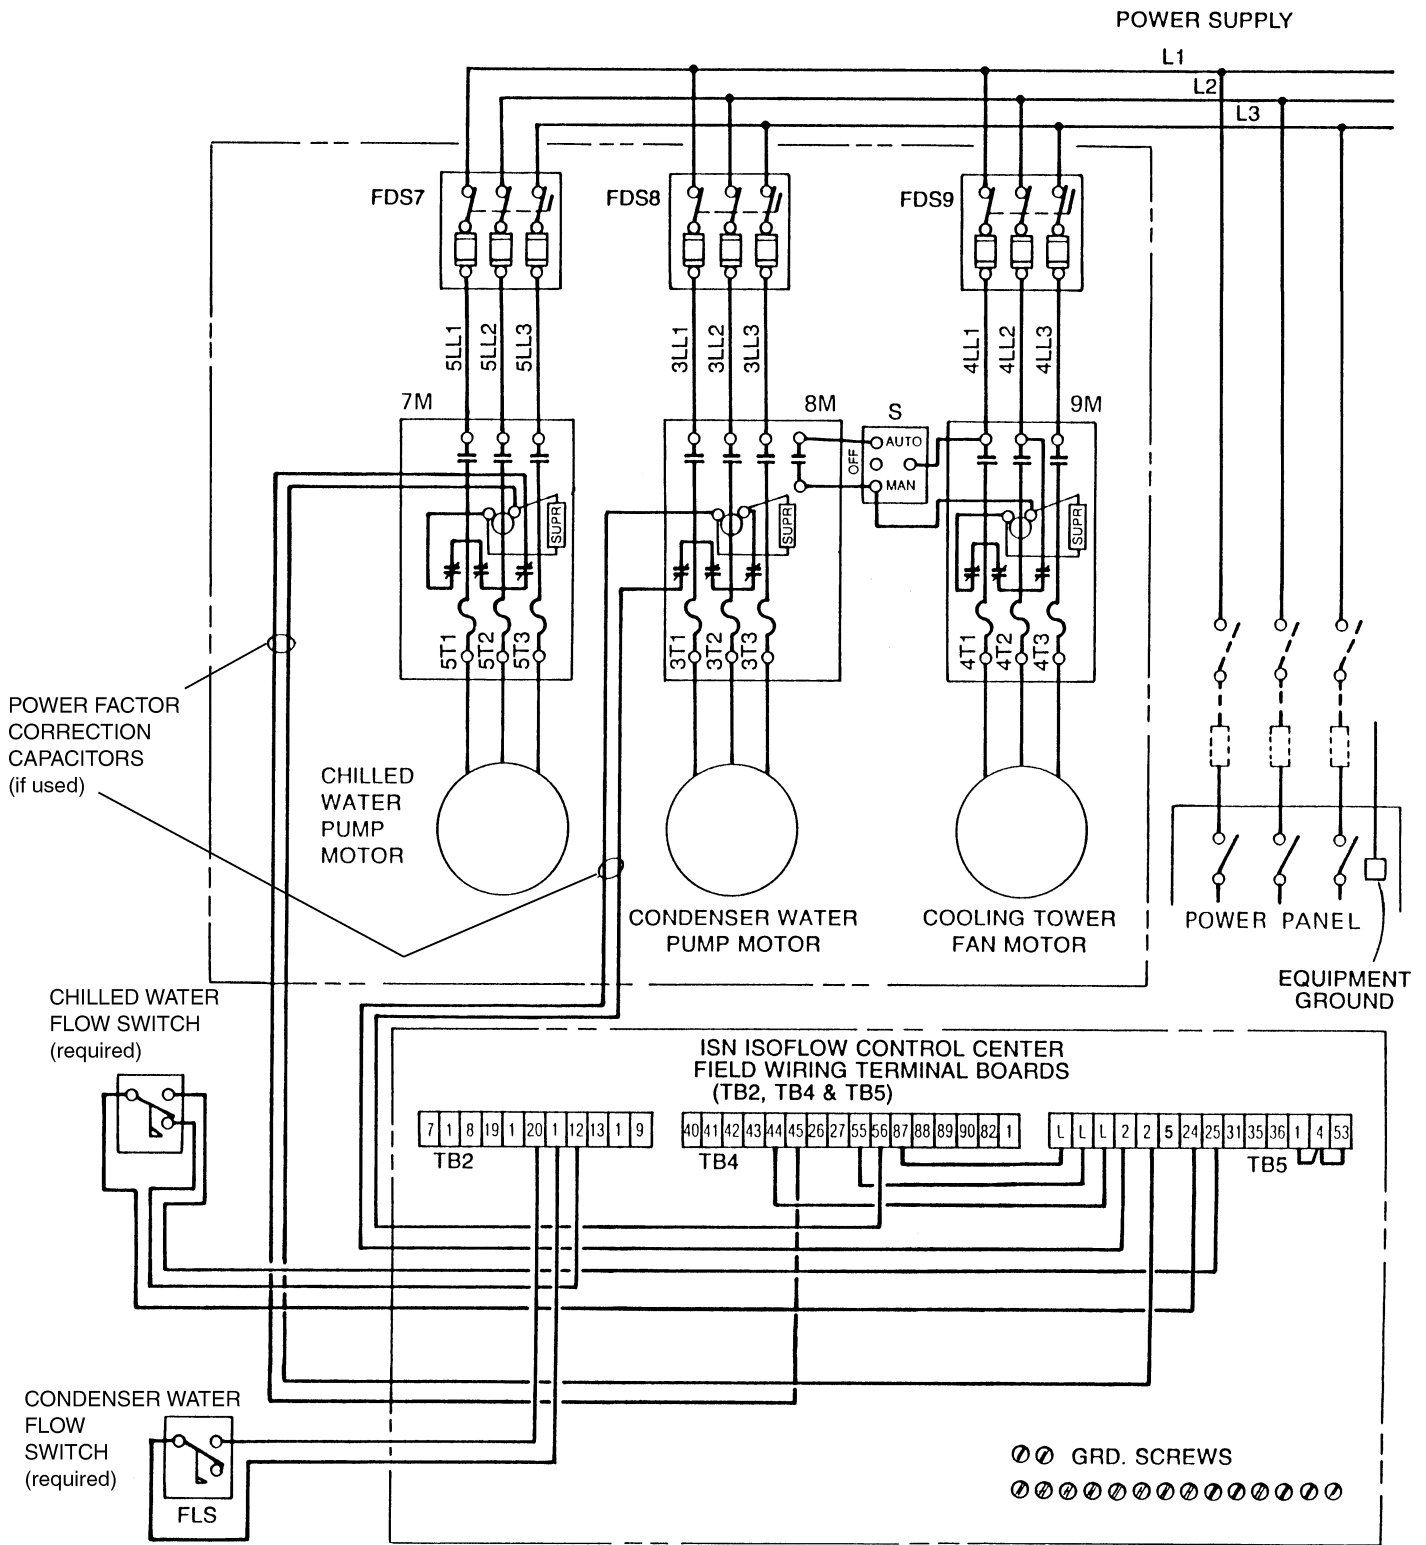 POWER SUPPLY
L1
L2
L3
FDS7
FDS8
FDS9
5LL1
5LL2
5LL3
3LL1
3LL2
3LL3
4LL1
4LL2
4LL3
7M
8M
S
9M
AUTO
OFF
MAN
SUPR
SUPR
SUPR
5T1
5T2
5T3
3T1
3T2
3T3
4T1
4T2
4T3
POWER FACTOR
CORRECTION
CAPACITORS
(if used)
CHILLED
WATER
PUMP
MOTOR
CONDENSER WATER
PUMP MOTOR
COOLING TOWER
FAN MOTOR
POWER PANEL
EQUIPMENT
GROUND
CHILLED WATER
FLOW SWITCH
(required)
ISN ISOFLOW CONTROL CENTER
FIELD WIRING TERMINAL BOARDS
(TB2, TB4 & TB5)
7 1 8 19 1 20 1 12 13 1 9
40 41 42 43 44 45 26 27 55 56 87 88 89 90 82 1
L L L 2 2 5 24 25 31 35 36 1 4 53
TB2
TB4
TB5
CONDENSER WATER
FLOW
SWITCH
(required)
FLS
GRD. SCREWS